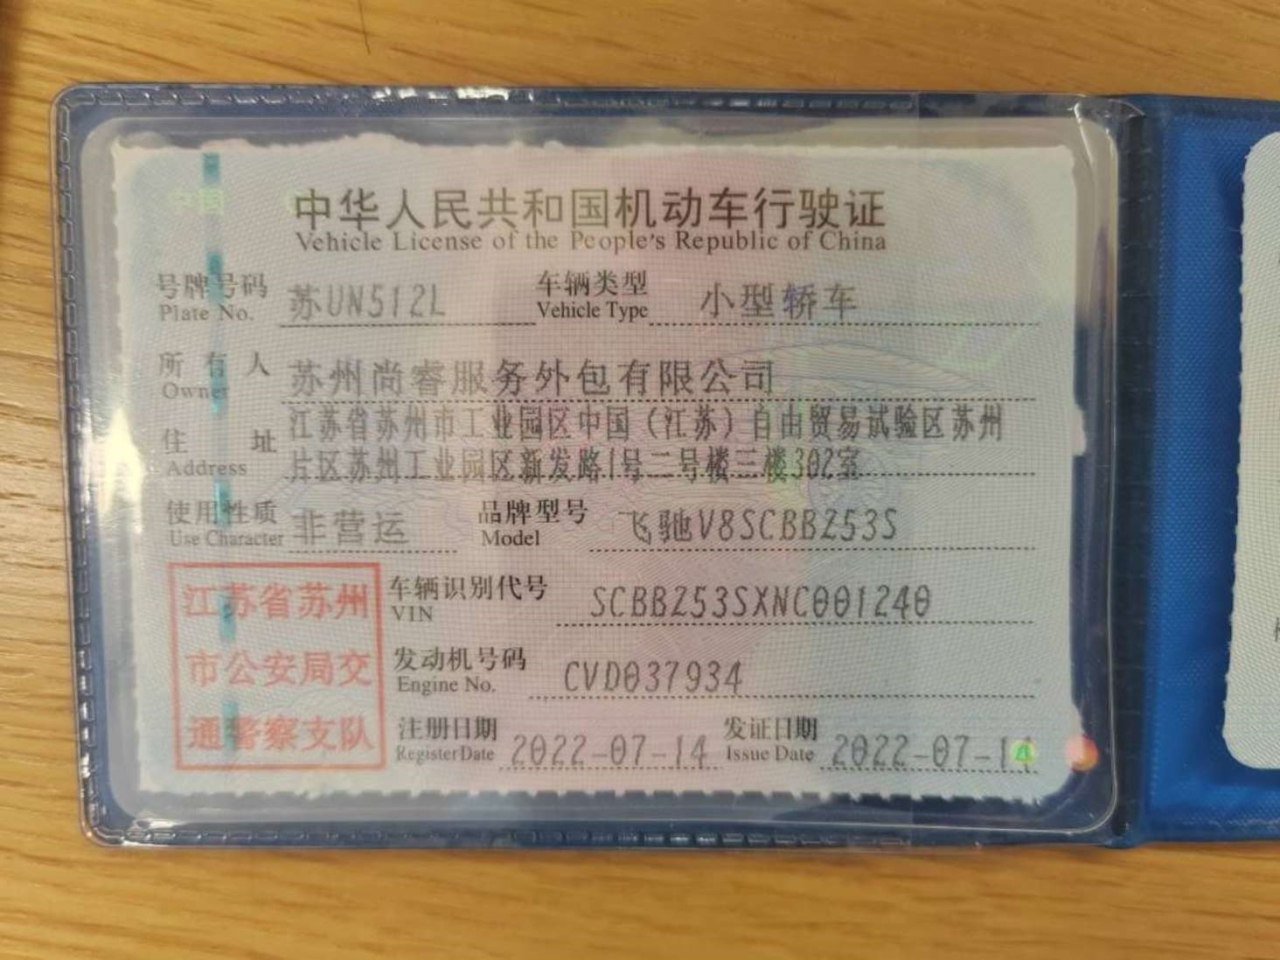 中国
中华人民共和国机动车行驶证
Vehicle License of the People's Republic of China
号牌号码 苏UN512L 车辆类型 小型轿车
Plate No. Vehicle Type
所有人 苏州尚睿服务外包有限公司
Owner
住址 江苏省苏州市工业园区中国（江苏）自由贸易试验区苏州
Address 片区苏州工业园区新发路1号二号楼三楼302室
使用性质 非营运 品牌型号 飞驰V8SCBBZ53S
Use Character Model
江苏省苏州 车辆识别代号 SCBBZ53SXNC001240
VIN
市公安局交 发动机号码 CVD037934
Engine No.
通警察支队 注册日期 2022-07-14 发证日期 2022-07-14
Register Date Issue Date